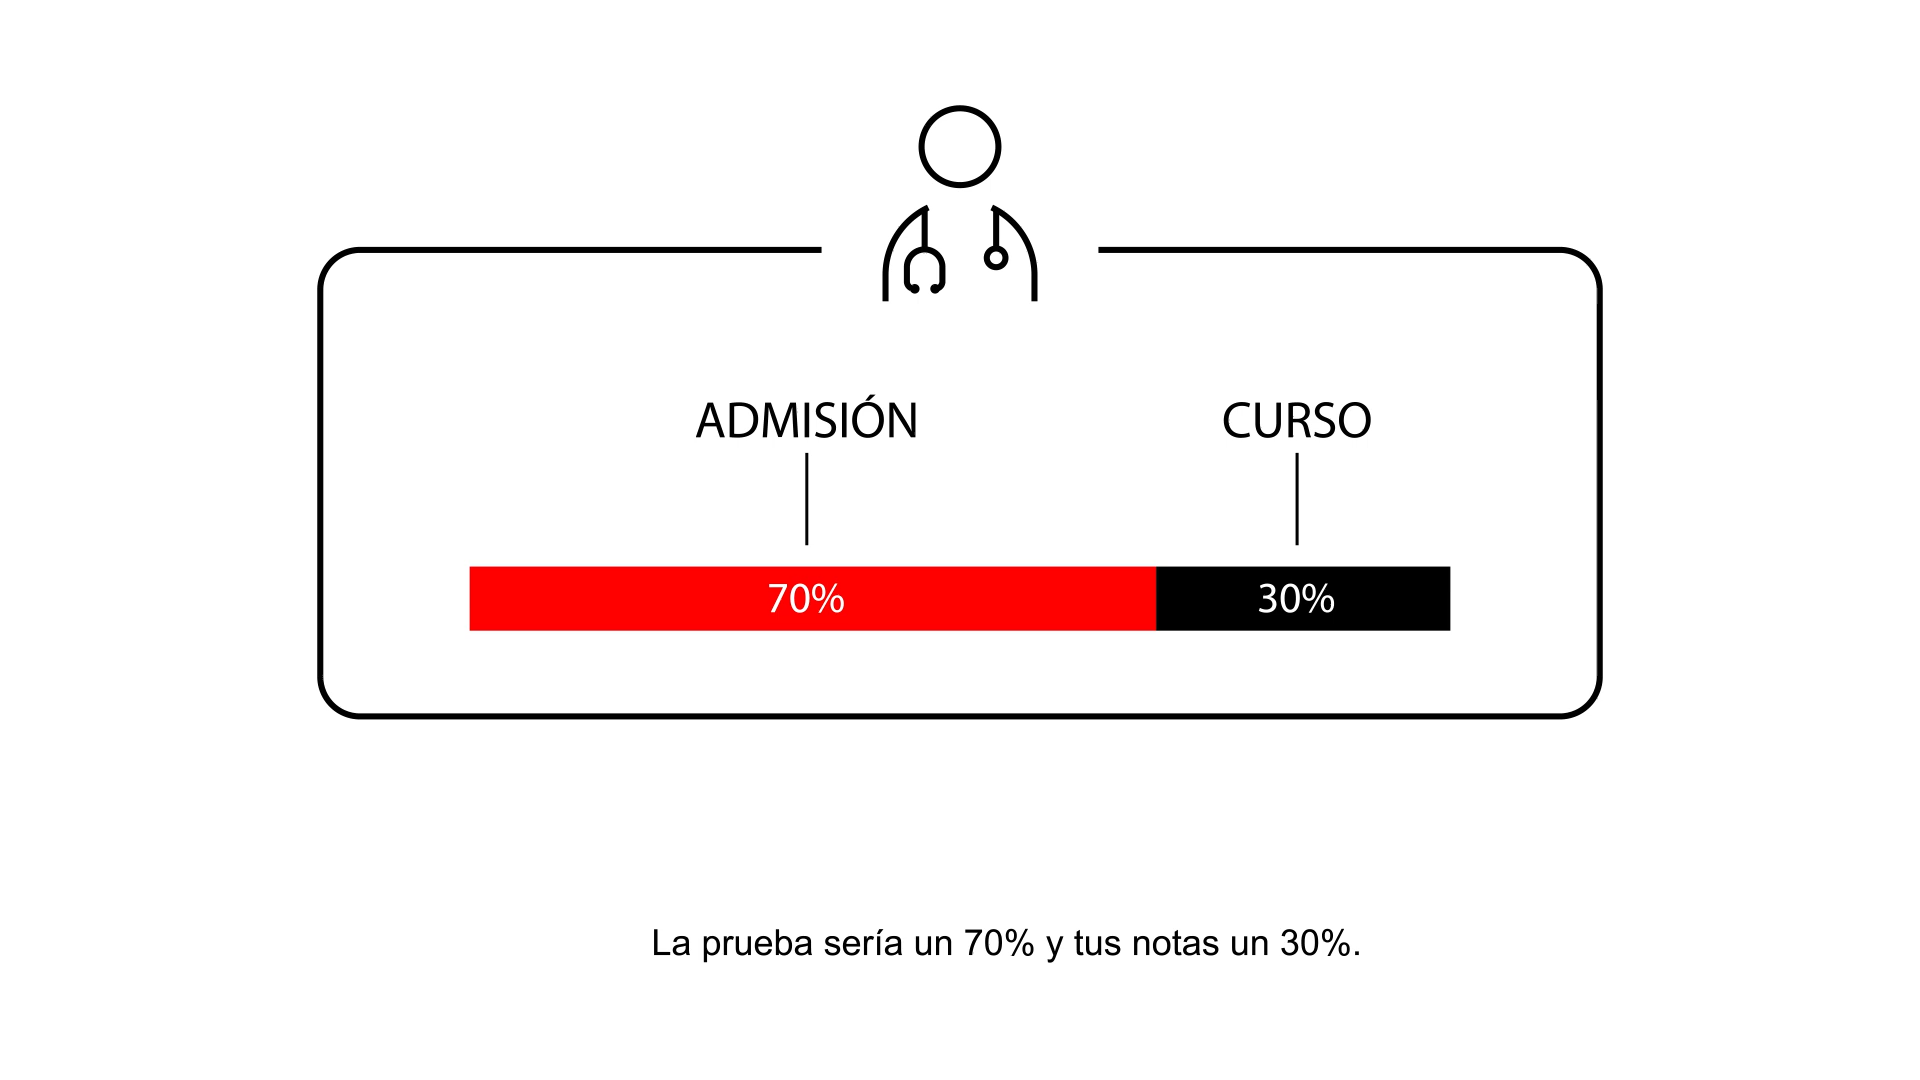 ADMISIÓN CURSO
70% 30%
La prueba sería un 70% y tus notas un 30%.